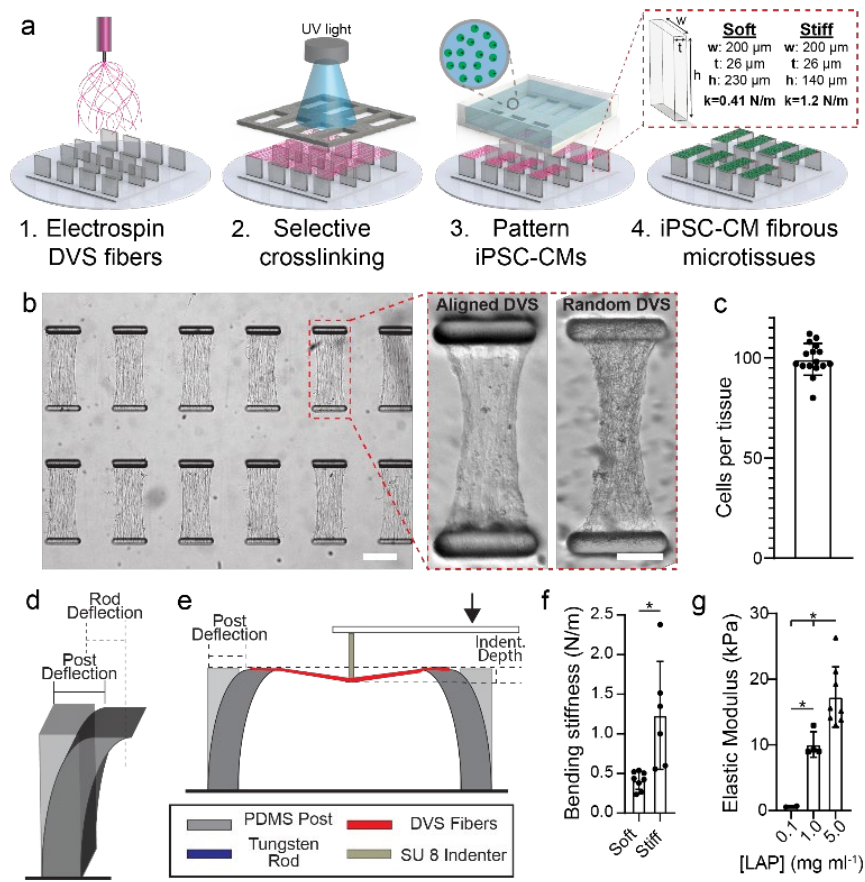 a
UV light
w
t
h
Soft
w: 200 µm
t: 26 µm
h: 230 µm
k=0.41 N/m
Stiff
w: 200 µm
t: 26 µm
h: 140 µm
k=1.2 N/m
1. Electrospin
DVS fibers
2. Selective
crosslinking
3. Pattern
iPSC-CMs
4. iPSC-CM fibrous
microtissues
b
Aligned DVS
Random DVS
c
Cells per tissue
100
50
0
d
Rod
Deflection
Post
Deflection
e
Post
Deflection
Indent.
Depth
PDMS Post
DVS Fibers
Tungsten
Rod
SU 8 Indenter
f
Bending stiffness (N/m)
2.5
2.0
1.5
1.0
0.5
0.0
*
Soft
Stiff
g
Elastic Modulus (kPa)
30
20
10
0
*
*
0.1
1.0
5.0
[LAP] (mg ml⁻¹)